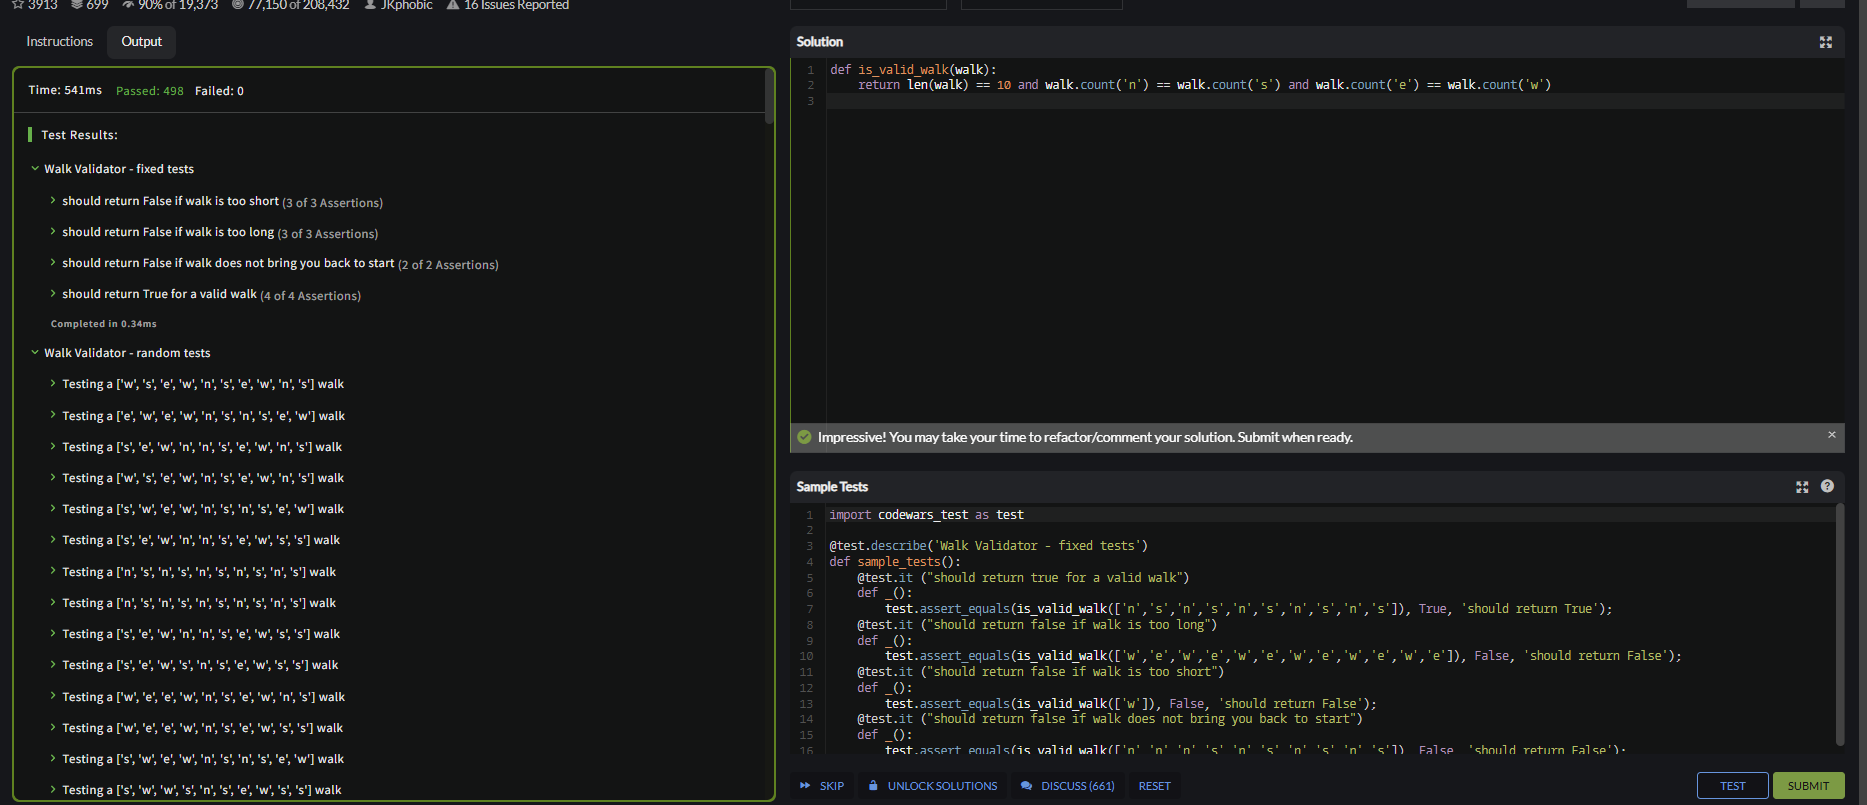 3913 699 90% of 19,373 77,150 of 208,432 JKphobic 16 Issues Reported
Instructions Output
Time: 541ms Passed: 498 Failed: 0
Test Results:
Walk Validator - fixed tests
should return False if walk is too short (3 of 3 Assertions)
should return False if walk is too long (3 of 3 Assertions)
should return False if walk does not bring you back to start (2 of 2 Assertions)
should return True for a valid walk (4 of 4 Assertions)
Completed in 0.34ms
Walk Validator - random tests
Testing a ['w', 's', 'e', 'w', 'n', 's', 'e', 'w', 'n', 's'] walk
Testing a ['e', 'w', 'e', 'w', 'n', 's', 'n', 's', 'e', 'w'] walk
Testing a ['s', 'e', 'w', 'n', 'n', 's', 'e', 'w', 'n', 's'] walk
Testing a ['w', 's', 'e', 'w', 'n', 's', 'e', 'w', 'n', 's'] walk
Testing a ['s', 'w', 'e', 'w', 'n', 's', 'n', 's', 'e', 'w'] walk
Testing a ['s', 'e', 'w', 'n', 'n', 's', 'e', 'w', 's', 's'] walk
Testing a ['n', 's', 'n', 's', 'n', 's', 'n', 's', 'n', 's'] walk
Testing a ['n', 's', 'n', 's', 'n', 's', 'n', 's', 'n', 's'] walk
Testing a ['s', 'e', 'w', 'n', 'n', 's', 'e', 'w', 's', 's'] walk
Testing a ['s', 'e', 'w', 's', 'n', 's', 'e', 'w', 's', 's'] walk
Testing a ['w', 'e', 'e', 'w', 'n', 's', 'e', 'w', 'n', 's'] walk
Testing a ['w', 'e', 'e', 'w', 'n', 's', 'e', 'w', 's', 's'] walk
Testing a ['s', 'w', 'e', 'w', 'n', 's', 'n', 's', 'e', 'w'] walk
Testing a ['s', 'w', 'w', 's', 'n', 's', 'e', 'w', 's', 's'] walk
Solution
1 def is_valid_walk(walk):
2 return len(walk) == 10 and walk.count('n') == walk.count('s') and walk.count('e') == walk.count('w')
3
Impressive! You may take your time to refactor/comment your solution. Submit when ready.
Sample Tests
1 import codewars_test as test
2
3 @test.describe('Walk Validator - fixed tests')
4 def sample_tests():
5 @test.it ("should return true for a valid walk")
6 def _():
7 test.assert_equals(is_valid_walk(['n','s','n','s','n','s','n','s','n','s']), True, 'should return True');
8 @test.it ("should return false if walk is too long")
9 def _():
10 test.assert_equals(is_valid_walk(['w','e','w','e','w','e','w','e','w','e','w','e']), False, 'should return False');
11 @test.it ("should return false if walk is too short")
12 def _():
13 test.assert_equals(is_valid_walk(['w']), False, 'should return False');
14 @test.it ("should return false if walk does not bring you back to start")
15 def _():
16 test.assert_equals(is_valid_walk(['n','n','n','s','n','s','n','s','n','s']), False, 'should return False');
SKIP UNLOCK SOLUTIONS DISCUSS (661) RESET TEST SUBMIT